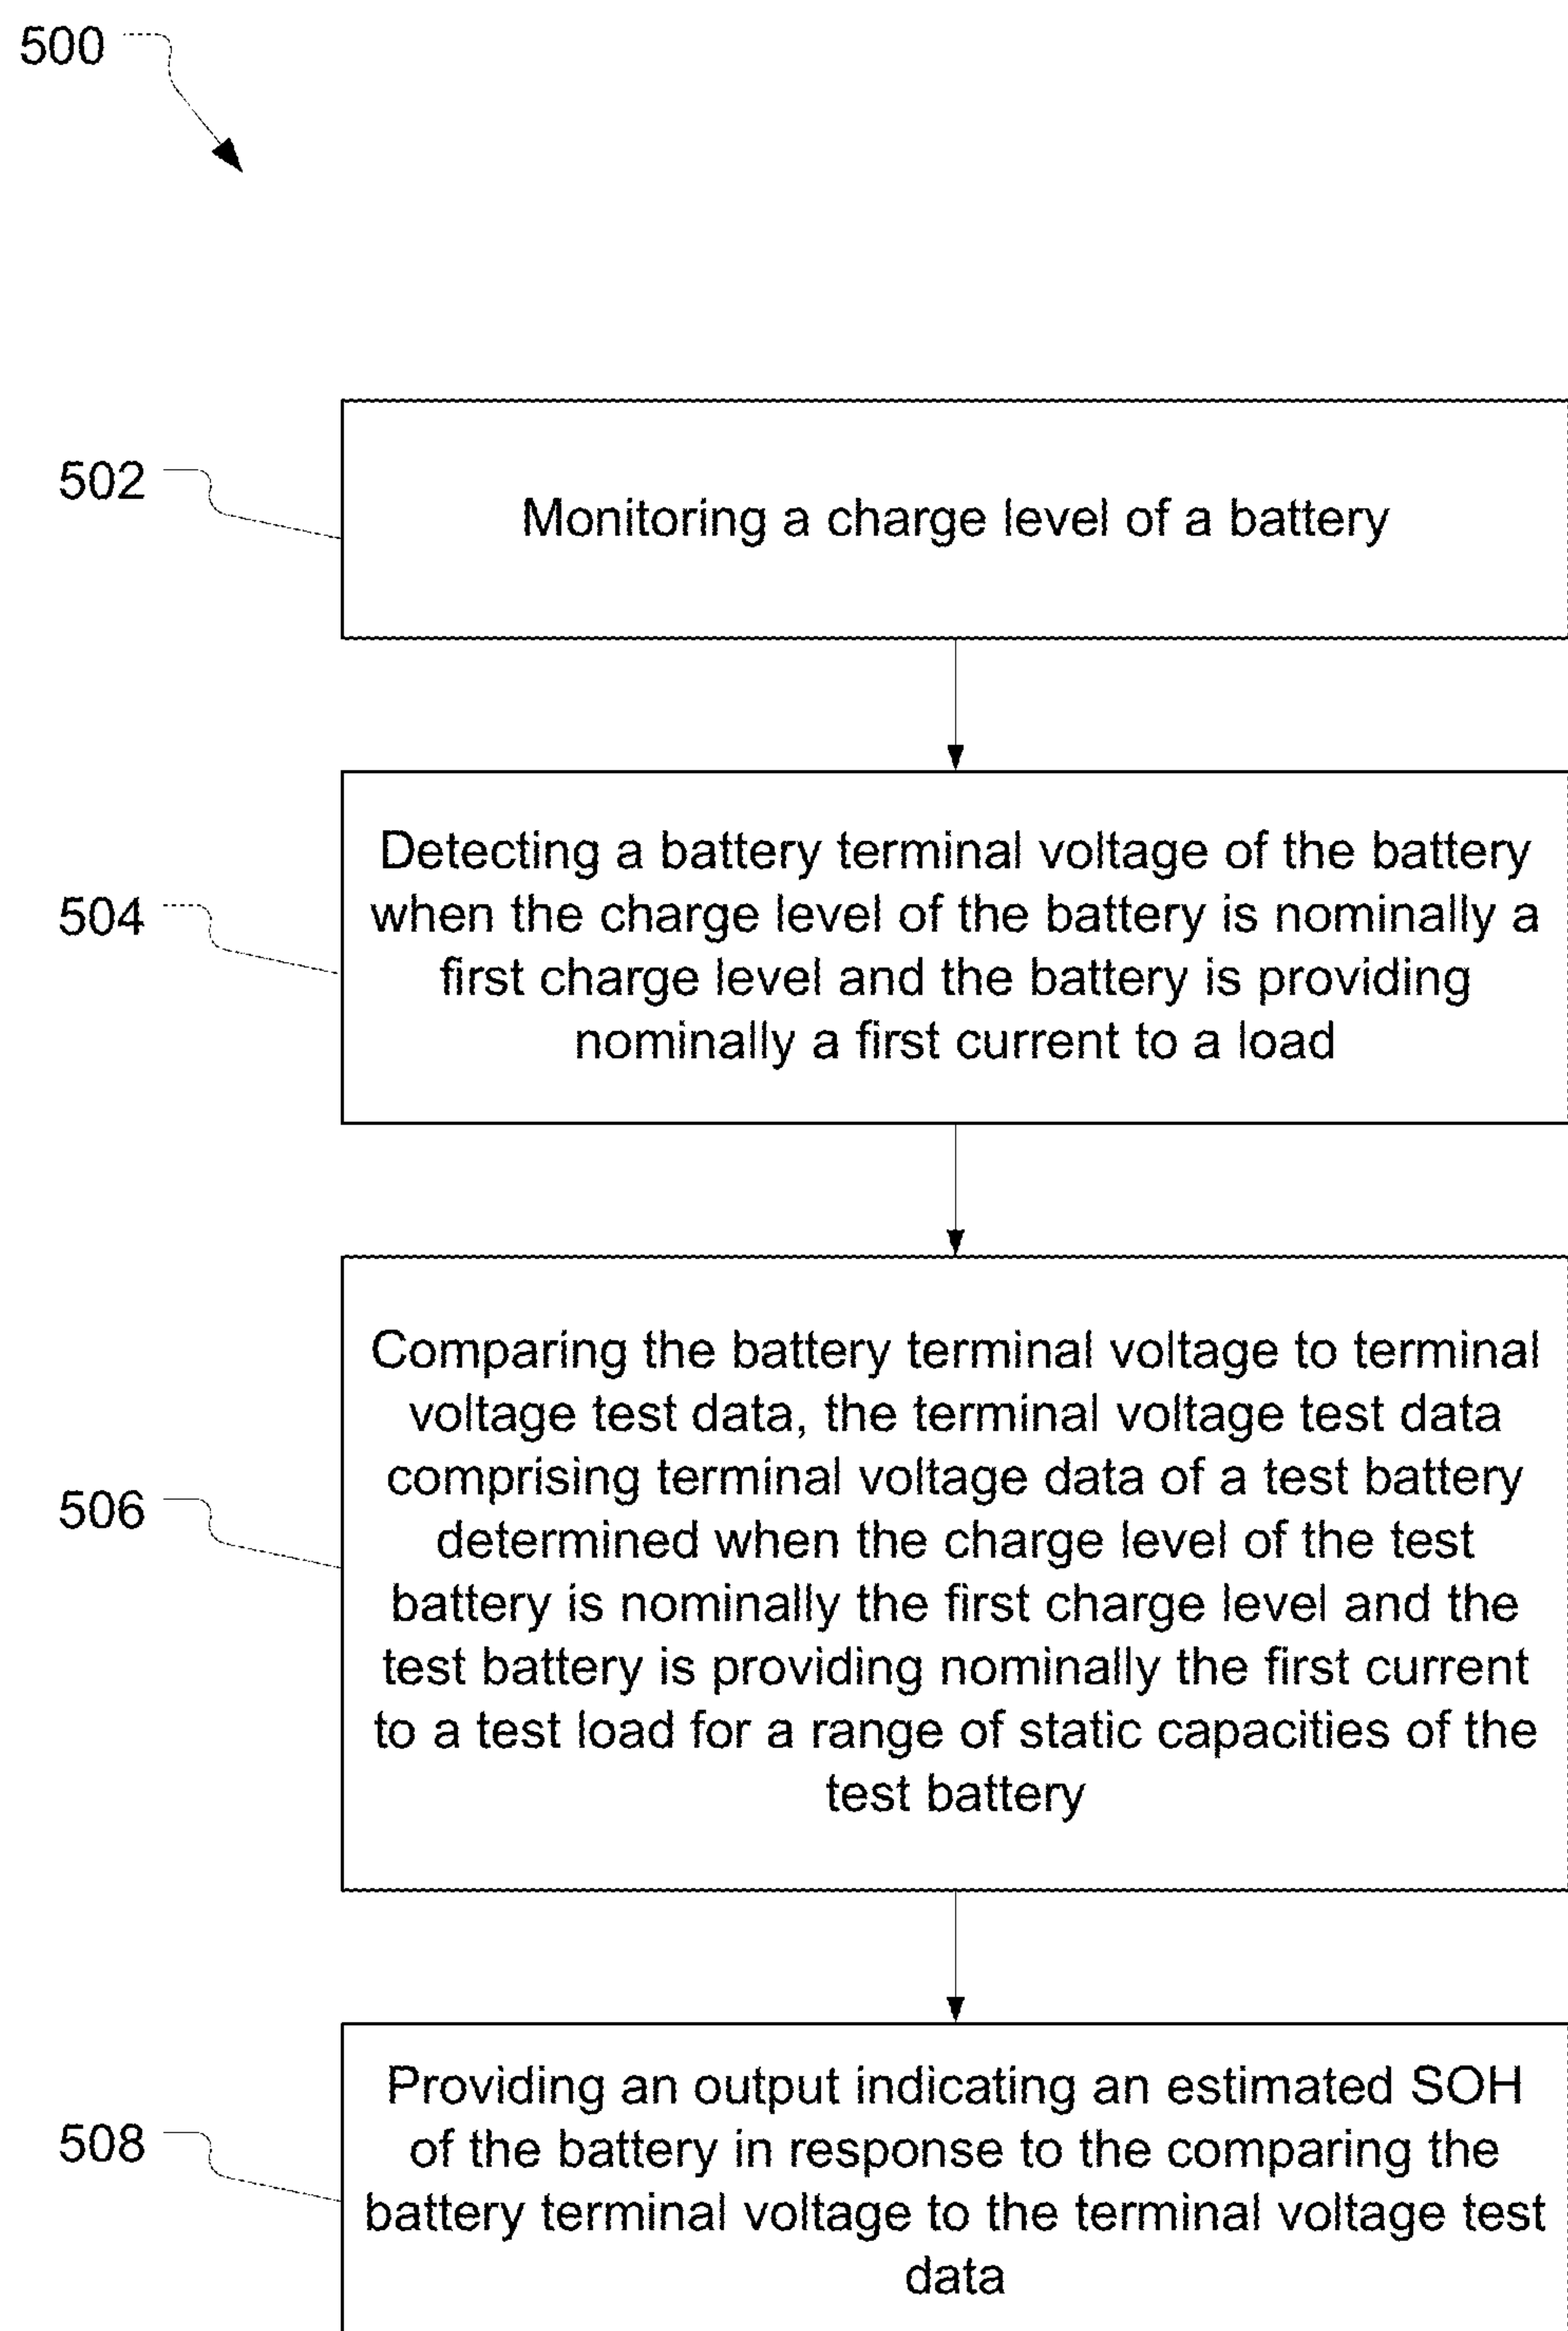 500
502
Monitoring a charge level of a battery
504
Detecting a battery terminal voltage of the battery
when the charge level of the battery is nominally a
first charge level and the battery is providing
nominally a first current to a load
506
Comparing the battery terminal voltage to terminal
voltage test data, the terminal voltage test data
comprising terminal voltage data of a test battery
determined when the charge level of the test
battery is nominally the first charge level and the
test battery is providing nominally the first current
to a test load for a range of static capacities of the
test battery
508
Providing an output indicating an estimated SOH
of the battery in response to the comparing the
battery terminal voltage to the terminal voltage test
data